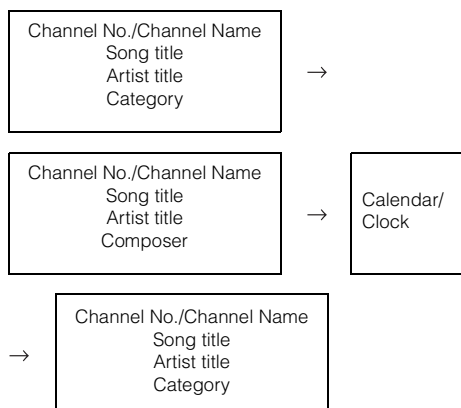 Channel No./Channel Name
Song title
Artist title
Category
→
Channel No./Channel Name
Song title
Artist title
Composer
→
Calendar/
Clock
→
Channel No./Channel Name
Song title
Artist title
Category